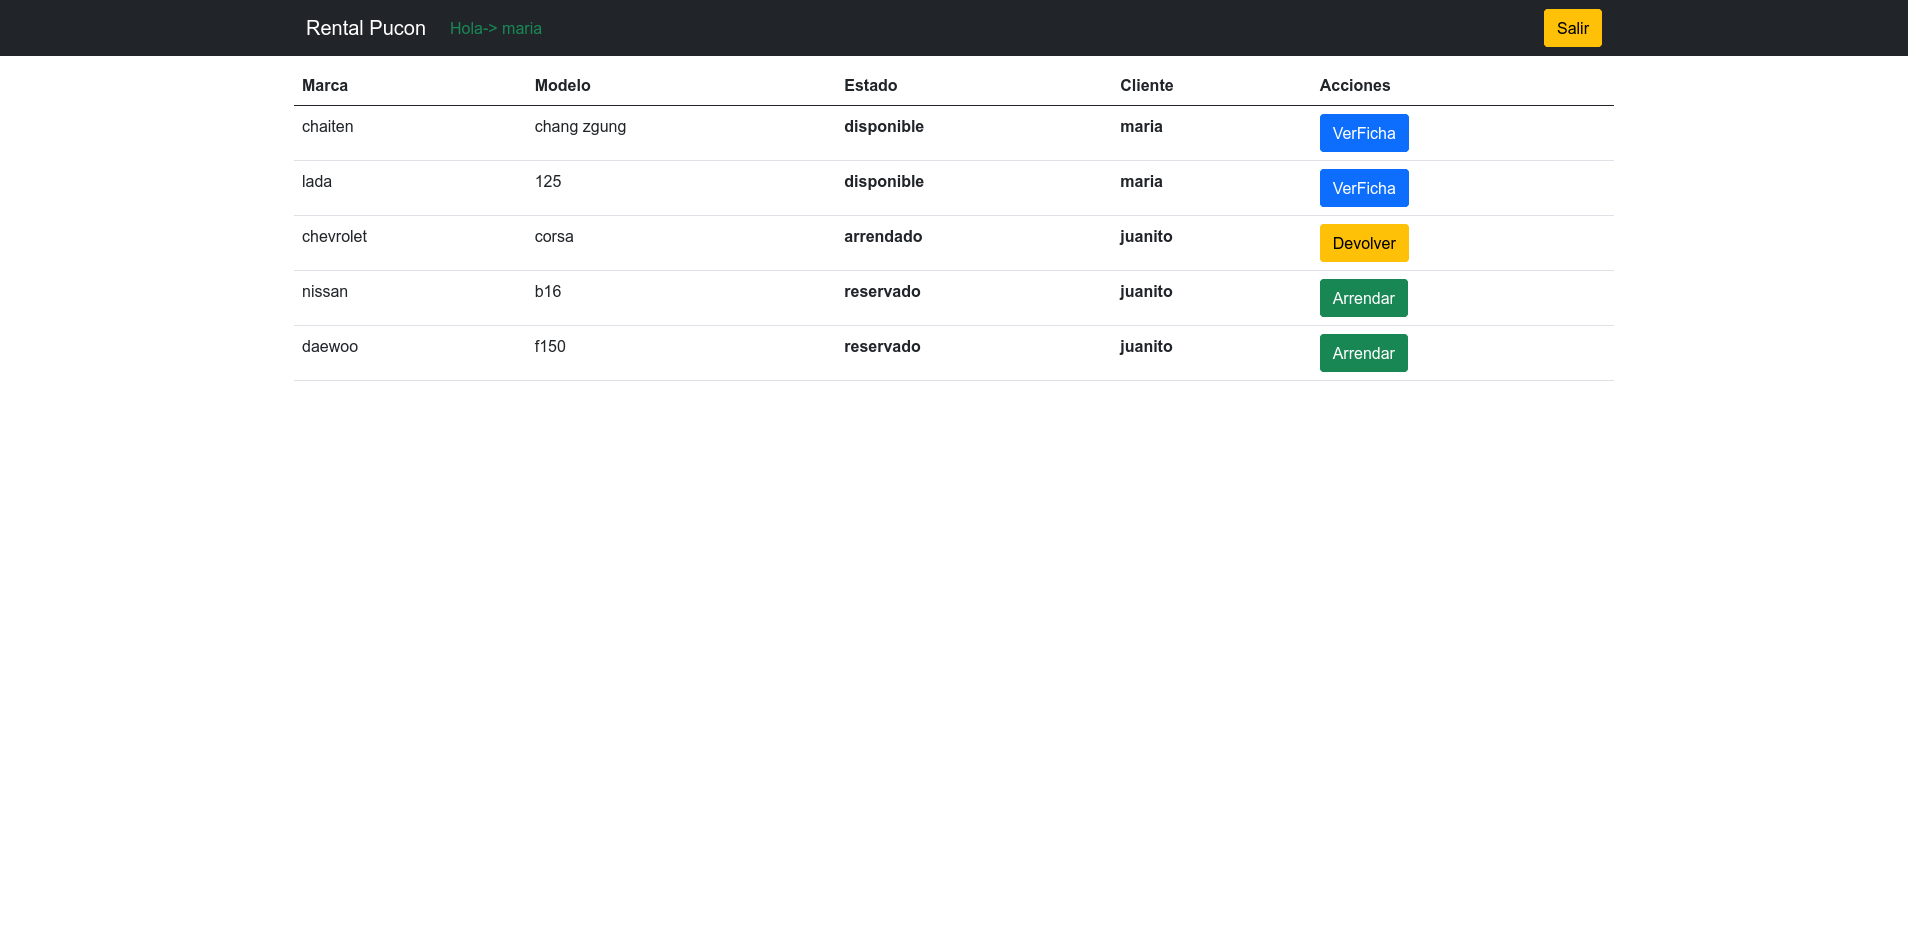 Rental Pucon Hola-> maria Salir
Marca Modelo Estado Cliente Acciones
chaiten chang zgung disponible maria VerFicha
lada 125 disponible maria VerFicha
chevrolet corsa arrendado juanito Devolver
nissan b16 reservado juanito Arrendar
daewoo f150 reservado juanito Arrendar